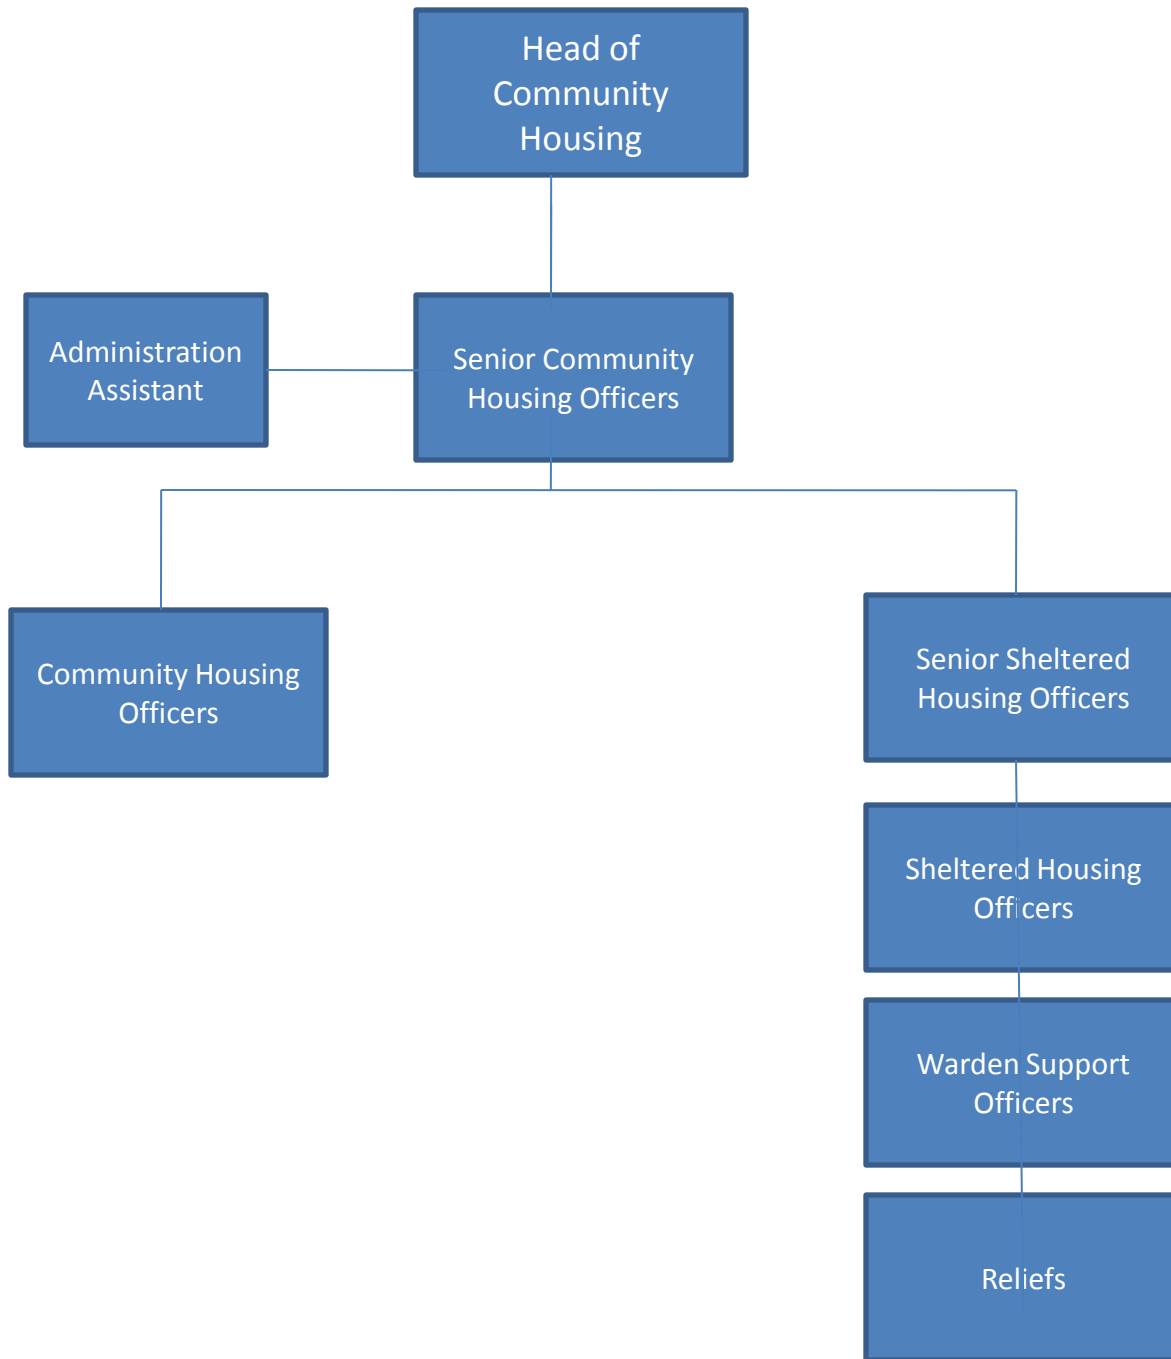 Head of
Community
Housing
Administration
Assistant
Senior Community
Housing Officers
Community Housing
Officers
Senior Sheltered
Housing Officers
Sheltered Housing
Officers
Warden Support
Officers
Reliefs